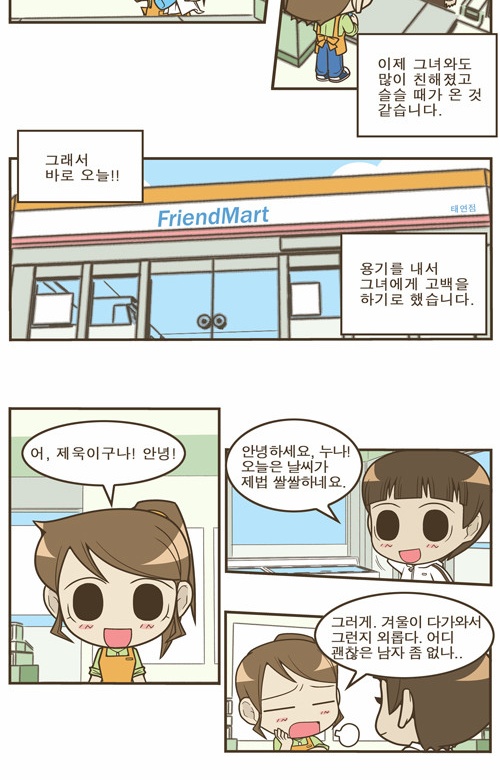 이제 그녀와도
많이 친해졌고
슬슬 때가 온 것
같습니다.
그래서
바로 오늘!!
FriendMart
태연점
용기를 내서
그녀에게 고백을
하기로 했습니다.
어, 제욱이구나! 안녕!
안녕하세요, 누나!
오늘은 날씨가
제법 쌀쌀하네요.
그러게. 겨울이 다가와서
그런지 외롭다. 어디
괜찮은 남자 좀 없나..